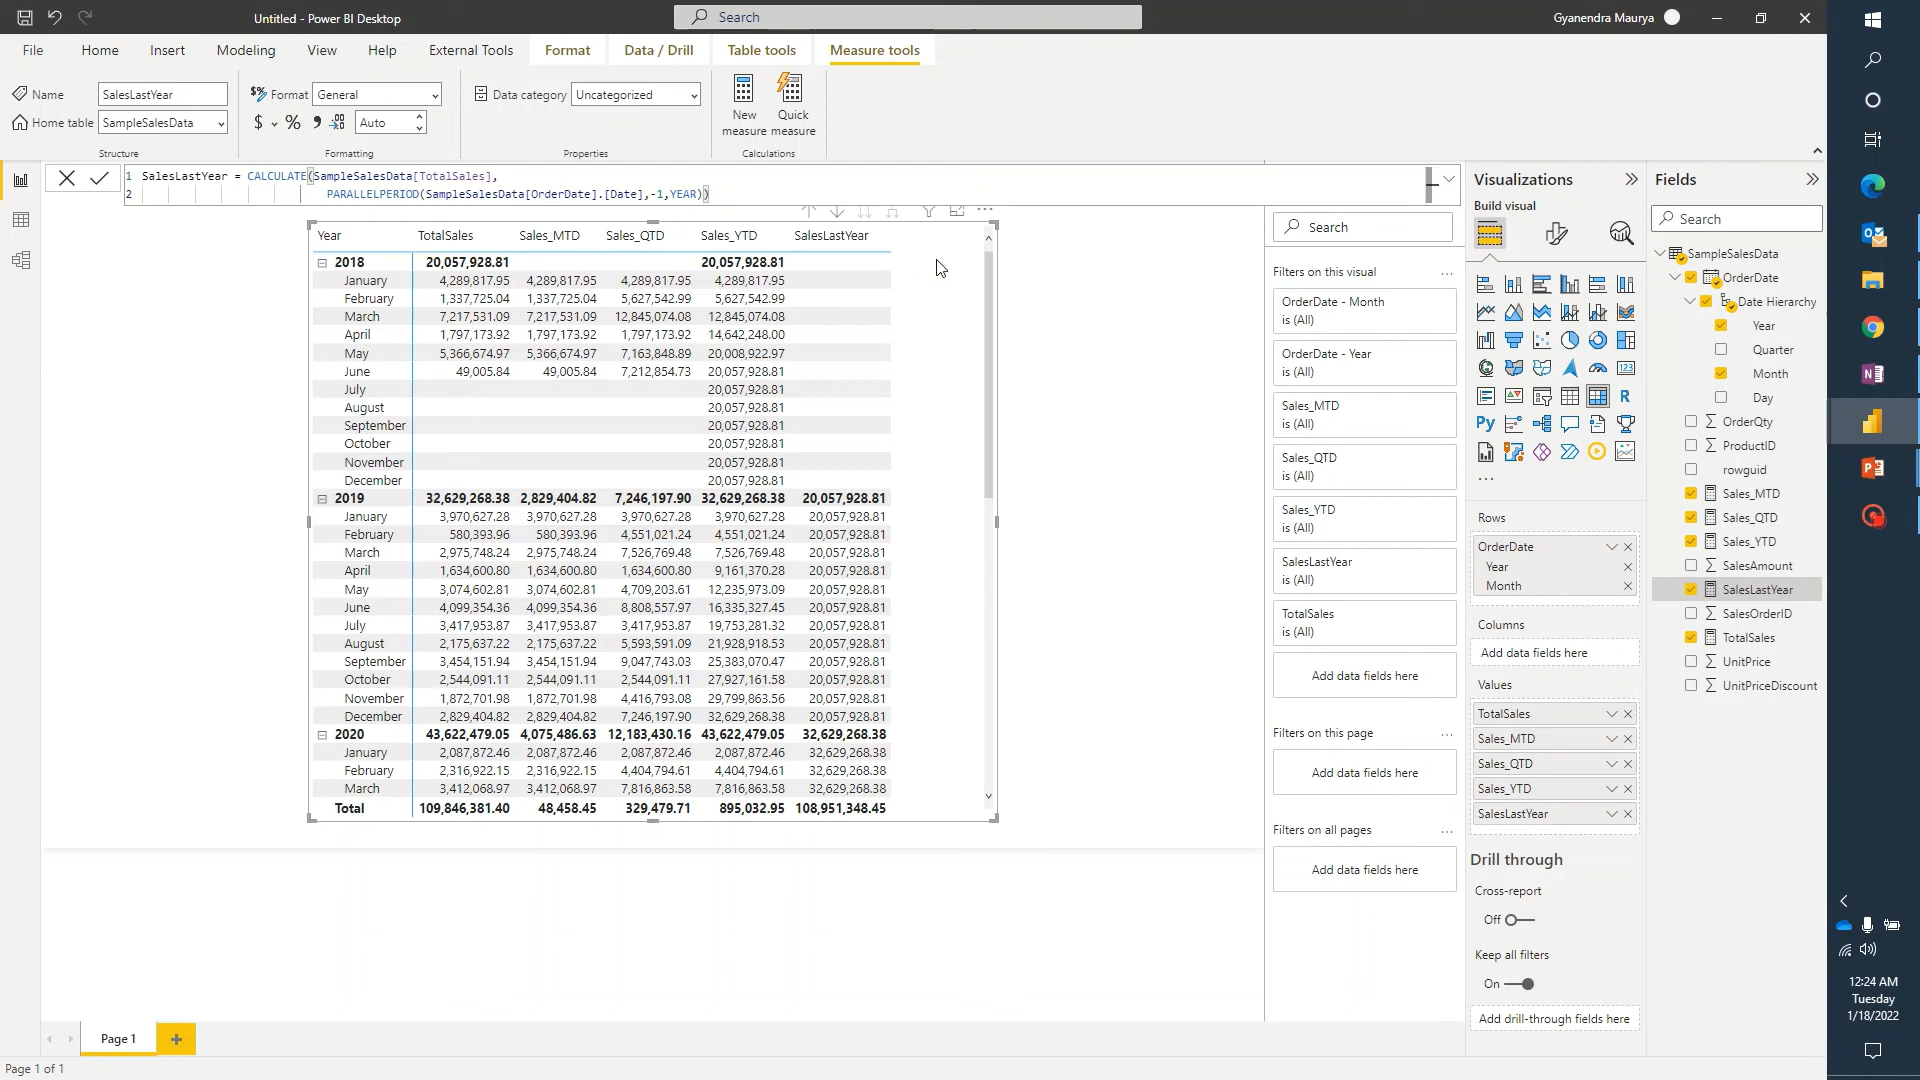 Untitled - Power BI Desktop
Search
Gyanendra Maurya
File Home Insert Modeling View Help External Tools Format Data / Drill Table tools Measure tools
Name SalesLastYear
Home table SampleSalesData
Structure
$% Format General
$ % , Auto
Formatting
Data category Uncategorized
Properties
New measure
Quick measure
Calculations
1 SalesLastYear = CALCULATE(SampleSalesData[TotalSales],
2 PARALLELPERIOD(SampleSalesData[OrderDate].[Date],-1,YEAR))
Year TotalSales Sales_MTD Sales_QTD Sales_YTD SalesLastYear
2018 20,057,928.81 20,057,928.81
January 4,289,817.95 4,289,817.95 4,289,817.95 4,289,817.95
February 1,337,725.04 1,337,725.04 5,627,542.99 5,627,542.99
March 7,217,531.09 7,217,531.09 12,845,074.08 12,845,074.08
April 1,797,173.92 1,797,173.92 1,797,173.92 14,642,248.00
May 5,366,674.97 5,366,674.97 7,163,848.89 20,008,922.97
June 49,005.84 49,005.84 7,212,854.73 20,057,928.81
July 20,057,928.81
August 20,057,928.81
September 20,057,928.81
October 20,057,928.81
November 20,057,928.81
December 20,057,928.81
2019 32,629,268.38 2,829,404.82 7,246,197.90 32,629,268.38 20,057,928.81
January 3,970,627.28 3,970,627.28 3,970,627.28 3,970,627.28 20,057,928.81
February 580,393.96 580,393.96 4,551,021.24 4,551,021.24 20,057,928.81
March 2,975,748.24 2,975,748.24 7,526,769.48 7,526,769.48 20,057,928.81
April 1,634,600.80 1,634,600.80 1,634,600.80 9,161,370.28 20,057,928.81
May 3,074,602.81 3,074,602.81 4,709,203.61 12,235,973.09 20,057,928.81
June 4,099,354.36 4,099,354.36 8,808,557.97 16,335,327.45 20,057,928.81
July 3,417,953.87 3,417,953.87 3,417,953.87 19,753,281.32 20,057,928.81
August 2,175,637.22 2,175,637.22 5,593,591.09 21,928,918.53 20,057,928.81
September 3,454,151.94 3,454,151.94 9,047,743.03 25,383,070.47 20,057,928.81
October 2,544,091.11 2,544,091.11 2,544,091.11 27,927,161.58 20,057,928.81
November 1,872,701.98 1,872,701.98 4,416,793.08 29,799,863.56 20,057,928.81
December 2,829,404.82 2,829,404.82 7,246,197.90 32,629,268.38 20,057,928.81
2020 43,622,479.05 4,075,486.63 12,183,430.16 43,622,479.05 32,629,268.38
January 2,087,872.46 2,087,872.46 2,087,872.46 2,087,872.46 32,629,268.38
February 2,316,922.15 2,316,922.15 4,404,794.61 4,404,794.61 32,629,268.38
March 3,412,068.97 3,412,068.97 7,816,863.58 7,816,863.58 32,629,268.38
Total 109,846,381.40 48,458.45 329,479.71 895,032.95 108,951,348.45
Search
Filters on this visual ...
OrderDate - Month
is (All)
OrderDate - Year
is (All)
Sales_MTD
is (All)
Sales_QTD
is (All)
Sales_YTD
is (All)
SalesLastYear
is (All)
TotalSales
is (All)
Add data fields here
Filters on this page ...
Add data fields here
Filters on all pages ...
Add data fields here
Visualizations
Build visual
123
R
Py
...
Rows
OrderDate
Year
Month
Columns
Add data fields here
Values
TotalSales
Sales_MTD
Sales_QTD
Sales_YTD
SalesLastYear
Drill through
Cross-report
Off
Keep all filters
On
Add drill-through fields here
Fields
Search
SampleSalesData
OrderDate
Date Hierarchy
Year
Quarter
Month
Day
OrderQty
ProductID
rowguid
Sales_MTD
Sales_QTD
Sales_YTD
SalesAmount
SalesLastYear
SalesOrderID
TotalSales
UnitPrice
UnitPriceDiscount
12:24 AM
Tuesday
1/18/2022
Page 1
Page 1 of 1